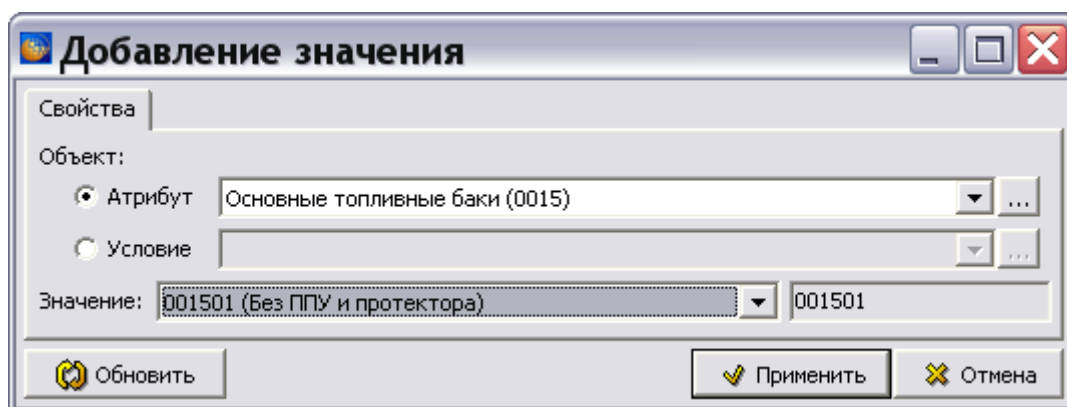 Добавление значения
Свойства
Объект:
Атрибут Основные топливные баки (0015) ...
Условие ...
Значение: 001501 (Без ППУ и протектора) 001501
Обновить Применить Отмена